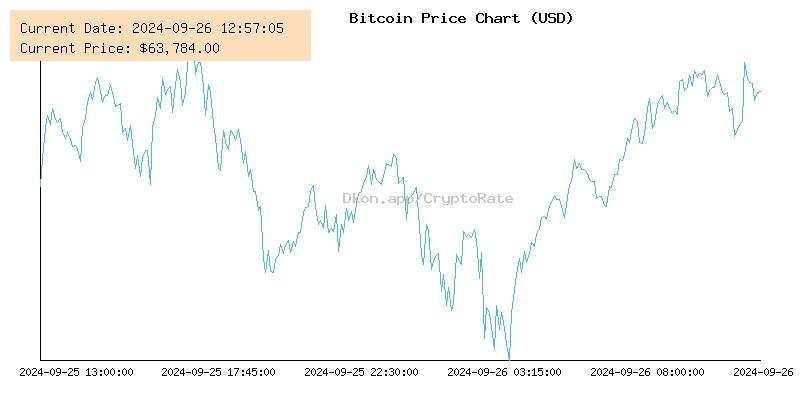 Bitcoin Price Chart (USD)
Current Date: 2024-09-26 12:57:05
Current Price: $63,784.00
Dkon.app/CryptoRate
2024-09-25 13:00:00 2024-09-25 17:45:00 2024-09-25 22:30:00 2024-09-26 03:15:00 2024-09-26 08:00:00 2024-09-26